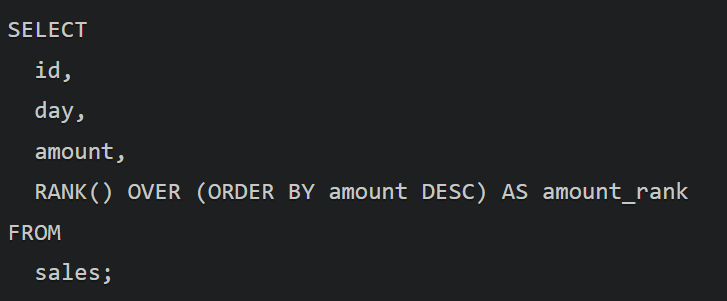 SELECT
  id,
  day,
  amount,
  RANK() OVER (ORDER BY amount DESC) AS amount_rank
FROM
  sales;